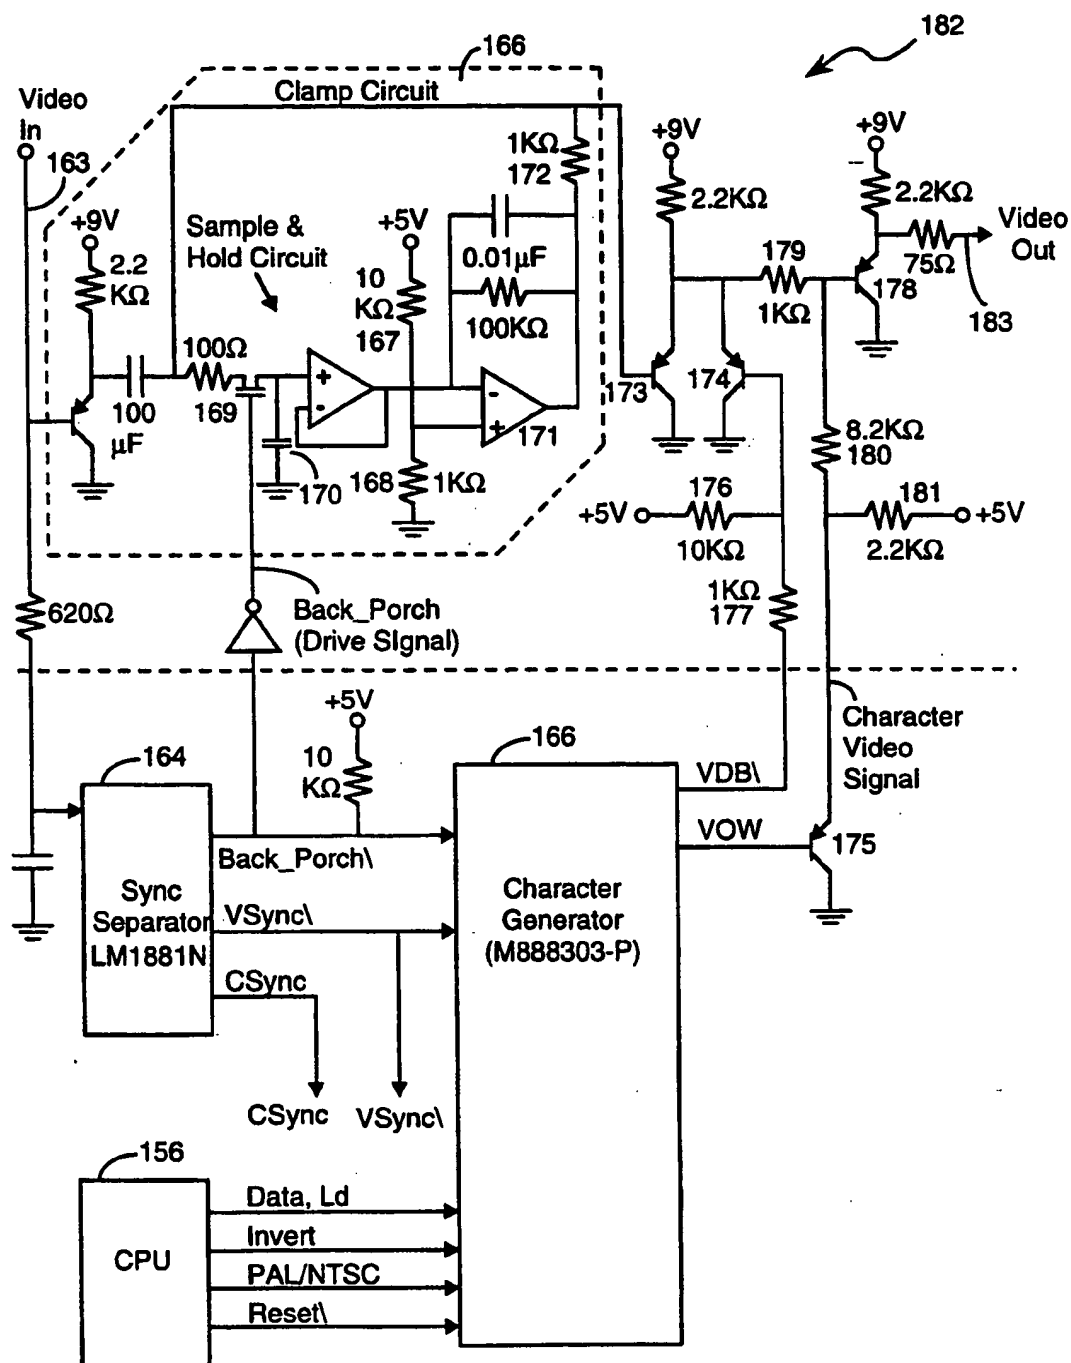 182
166
Clamp Circuit
Video
In
163
+9V
2.2
KΩ
Sample &
Hold Circuit
+5V
10
KΩ
167
1KΩ
172
0.01µF
100KΩ
100Ω
169
100
µF
+
-
170
168
1KΩ
-
+
171
+9V
2.2KΩ
+9V
2.2KΩ
Video
Out
75Ω
183
179
1KΩ
178
173
174
8.2KΩ
180
176
+5V
10KΩ
181
+5V
2.2KΩ
1KΩ
177
620Ω
Back_Porch
(Drive SIgnal)
Character
Video
Signal
+5V
10
KΩ
164
166
VDB\
VOW
175
Back_Porch\
Sync
Separator
LM1881N
VSync\
CSync
Character
Generator
(M888303-P)
CSync
VSync\
156
CPU
Data, Ld
Invert
PAL/NTSC
Reset\